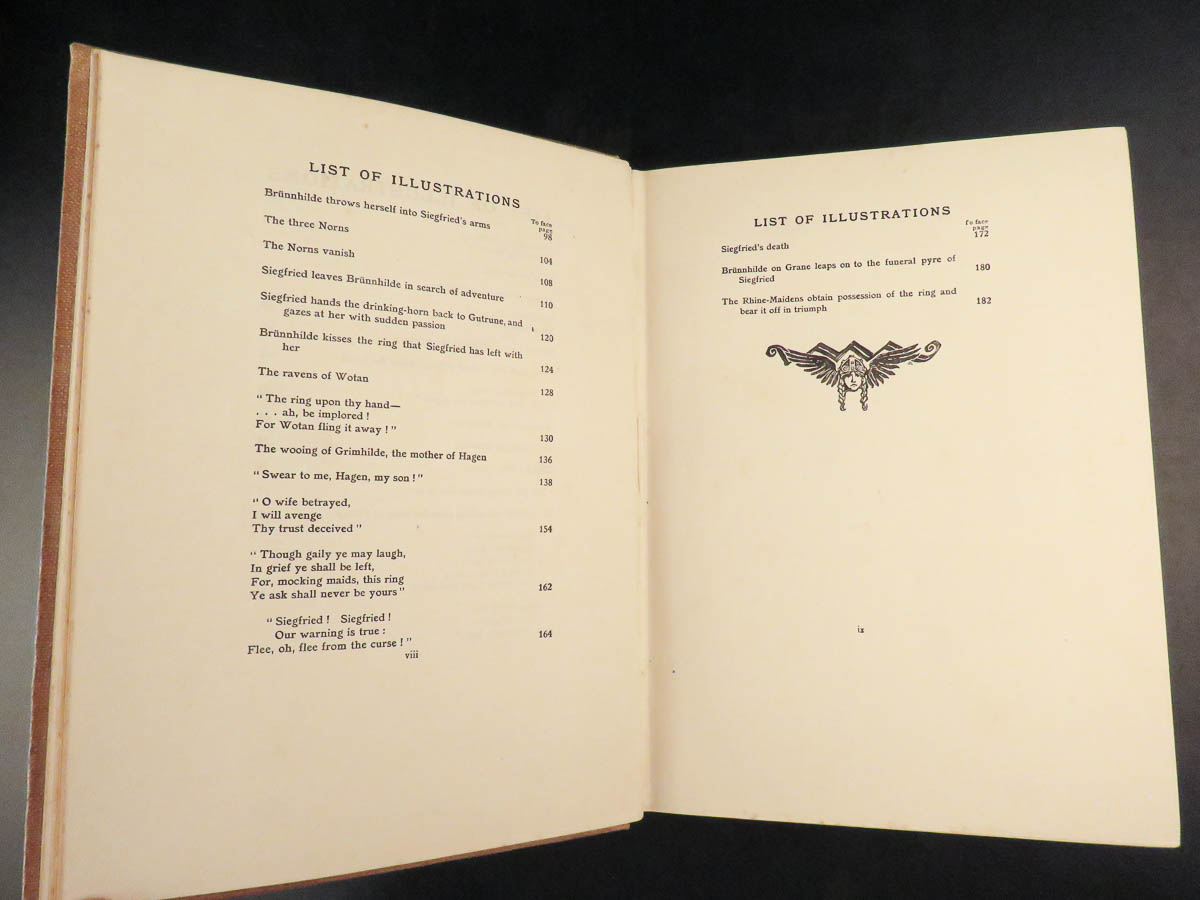 LIST OF ILLUSTRATIONS
To face
page
Brünnhilde throws herself into Siegfried's arms 98
The three Norns 104
The Norns vanish 108
Siegfried leaves Brünnhilde in search of adventure 110
Siegfried hands the drinking-horn back to Gutrune, and
gazes at her with sudden passion 120
Brünnhilde kisses the ring that Siegfried has left with
her 124
The ravens of Wotan 128
" The ring upon thy hand—
. . . ah, be implored !
For Wotan fling it away ! " 130
The wooing of Grimhilde, the mother of Hagen 136
" Swear to me, Hagen, my son ! " 138
" O wife betrayed,
I will avenge
Thy trust deceived " 154
" Though gaily ye may laugh,
In grief ye shall be left,
For, mocking maids, this ring
Ye ask shall never be yours " 162
" Siegfried ! Siegfried !
Our warning is true :
Flee, oh, flee from the curse ! " 164
viii
LIST OF ILLUSTRATIONS
To face
page
Siegfried's death 172
Brünnhilde on Grane leaps on to the funeral pyre of
Siegfried 180
The Rhine-Maidens obtain possession of the ring and
bear it off in triumph 182
ix